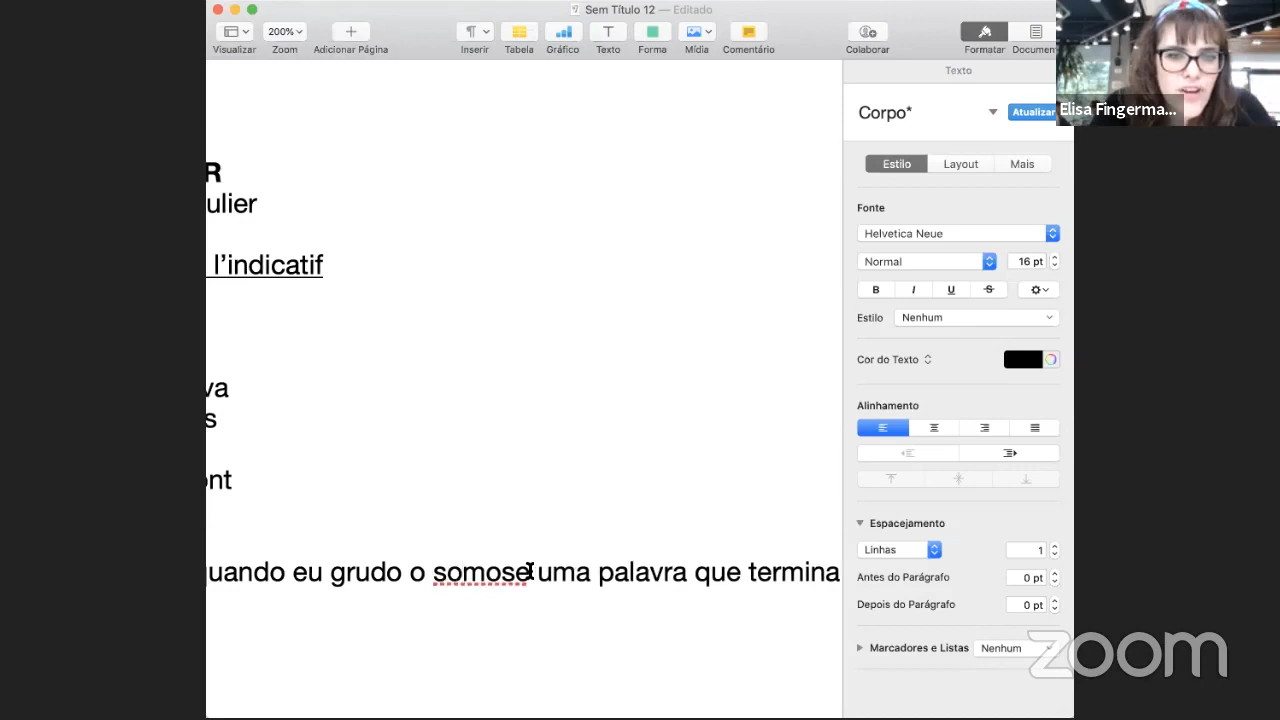 Sem Título 12 — Editado
200%
Visualizar
Zoom
Adicionar Página
Inserir
Tabela
Gráfico
Texto
Forma
Mídia
Comentário
Colaborar
Formatar
Documen
Elisa Fingerma...
Texto
Corpo*
Atualizar
Estilo
Layout
Mais
Fonte
Helvetica Neue
Normal
16 pt
B I U S
Estilo
Nenhum
Cor do Texto
Alinhamento
Espacejamento
Linhas
1
Antes do Parágrafo
0 pt
Depois do Parágrafo
0 pt
Marcadores e Listas
Nenhum
R
ulier
l’indicatif
va
s
ont
quando eu grudo o somose uma palavra que termina
zoom